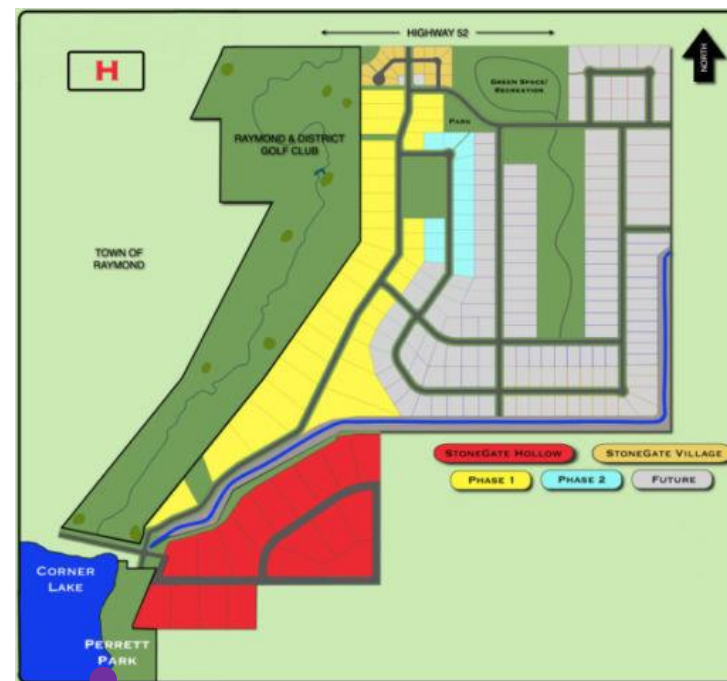 HIGHWAY 52
H
NORTH
GREEN SPACE/
RECREATION
PARK
RAYMOND & DISTRICT
GOLF CLUB
TOWN OF
RAYMOND
STONEGATE HOLLOW
STONEGATE VILLAGE
PHASE 1
PHASE 2
FUTURE
CORNER
LAKE
PERRETT
PARK